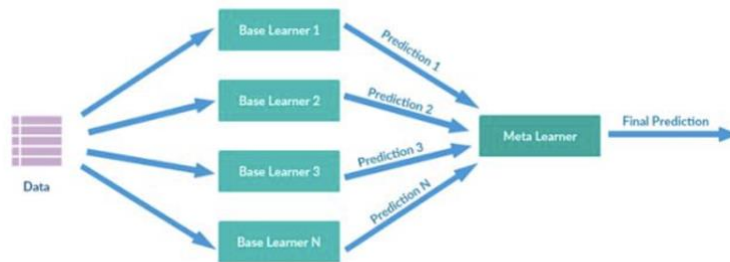 Base Learner 1
Prediction 1
Base Learner 2
Prediction 2
Data
Meta Learner
Final Prediction
Base Learner 3
Prediction 3
Base Learner N
Prediction N